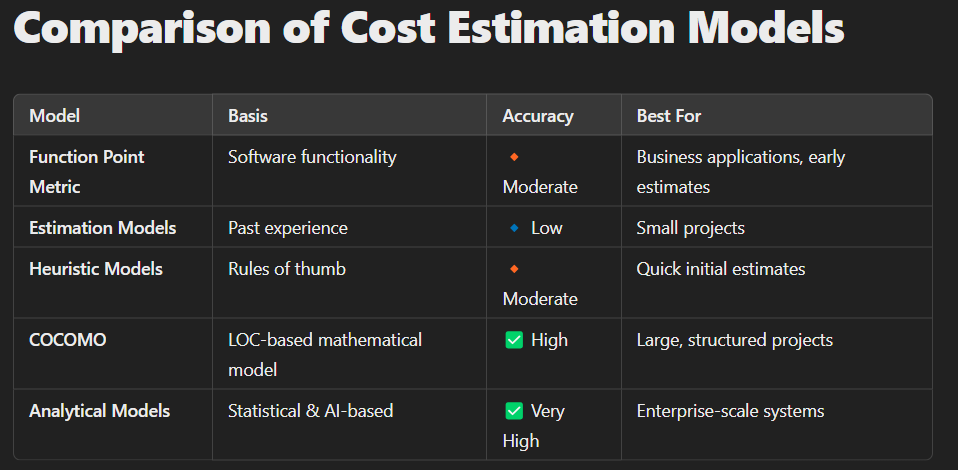 Comparison of Cost Estimation Models
Model Basis Accuracy Best For
Function Point Software functionality 🔸 Business applications, early
Metric Moderate estimates
Estimation Models Past experience 🔹 Low Small projects
Heuristic Models Rules of thumb 🔸 Quick initial estimates
Moderate
COCOMO LOC-based mathematical ✅ High Large, structured projects
model
Analytical Models Statistical & AI-based ✅ Very Enterprise-scale systems
High